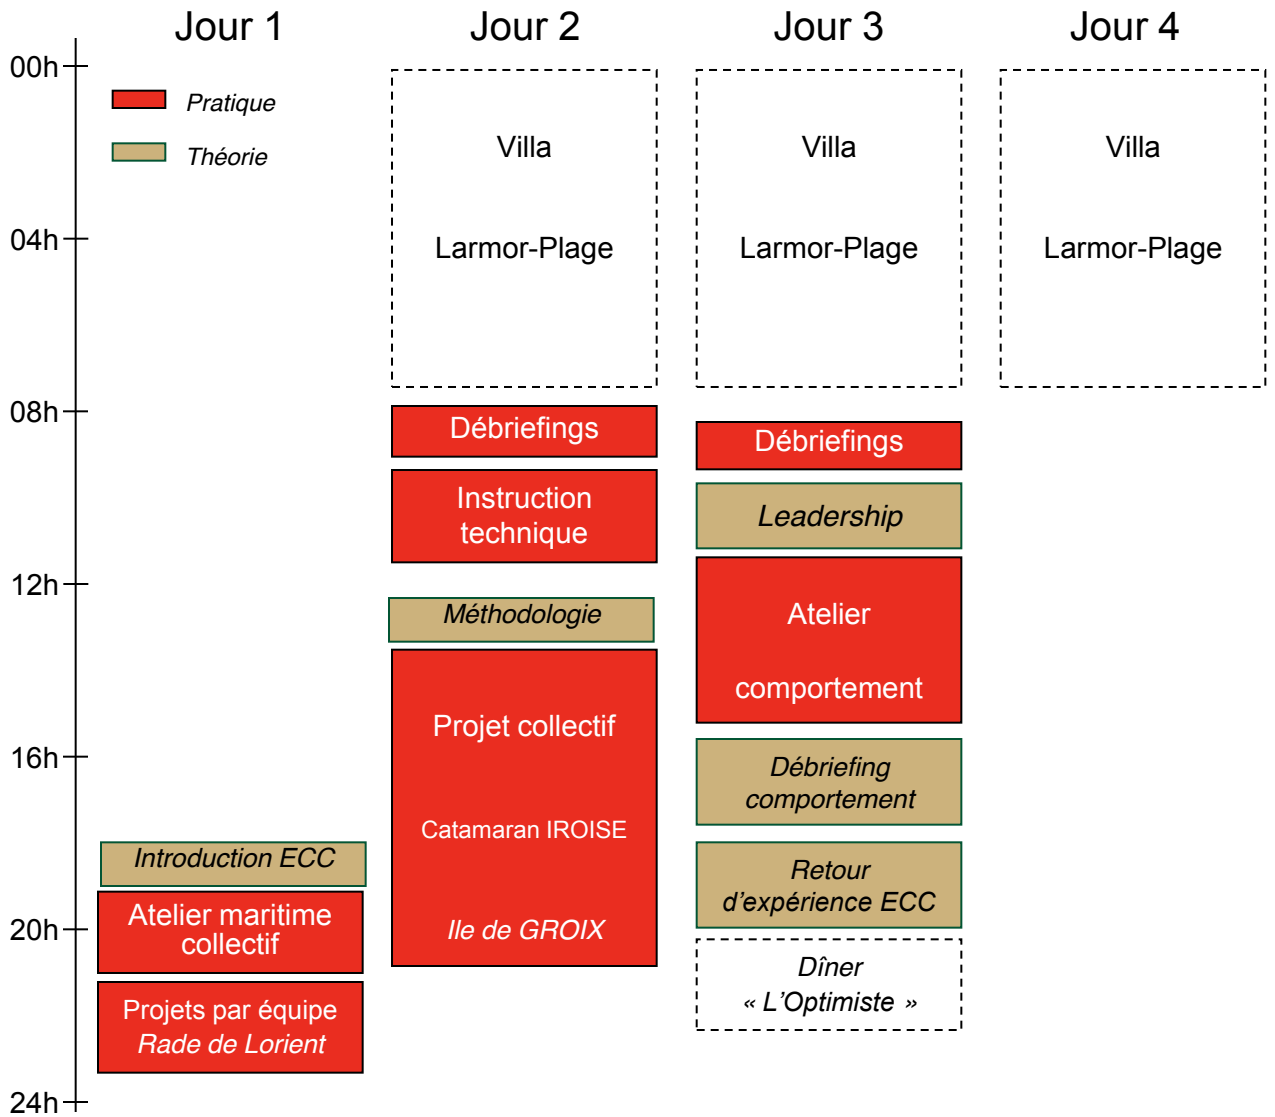 Jour 1
Jour 2
Jour 3
Jour 4
00h
04h
08h
12h
16h
20h
24h
Pratique
Théorie
Introduction ECC
Atelier maritime
collectif
Projets par équipe
Rade de Lorient
Villa
Larmor-Plage
Débriefings
Instruction
technique
Méthodologie
Projet collectif
Catamaran IROISE
Ile de GROIX
Villa
Larmor-Plage
Débriefings
Leadership
Atelier
comportement
Débriefing
comportement
Retour
d’expérience ECC
Dîner
« L’Optimiste »
Villa
Larmor-Plage